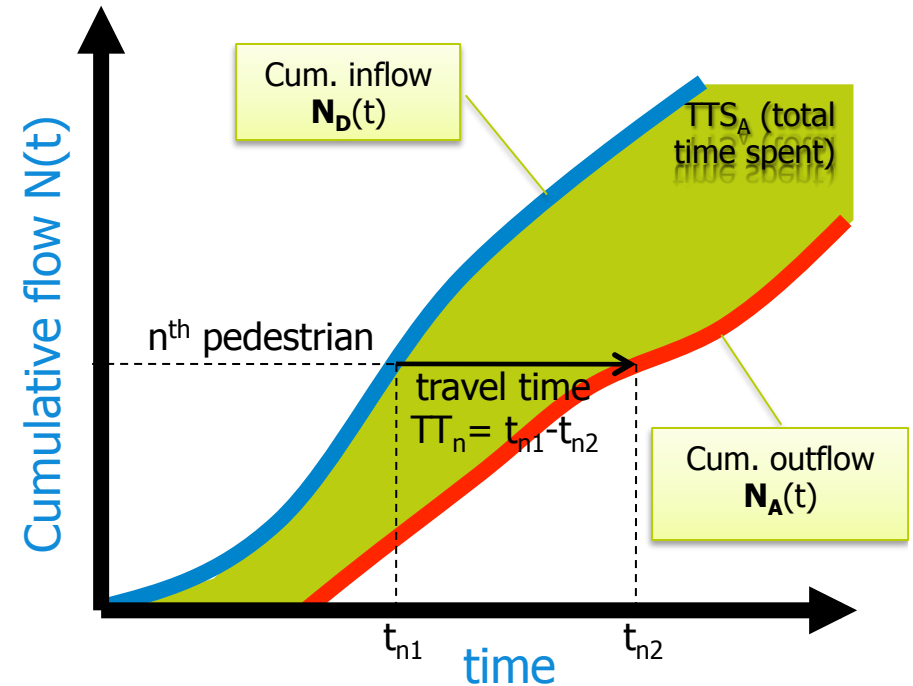 Cumulative flow N(t)
Cum. inflow
N_D(t)
TTS_A (total
time spent)
n^th pedestrian
travel time
TT_n= t_n1-t_n2
Cum. outflow
N_A(t)
t_n1
t_n2
time